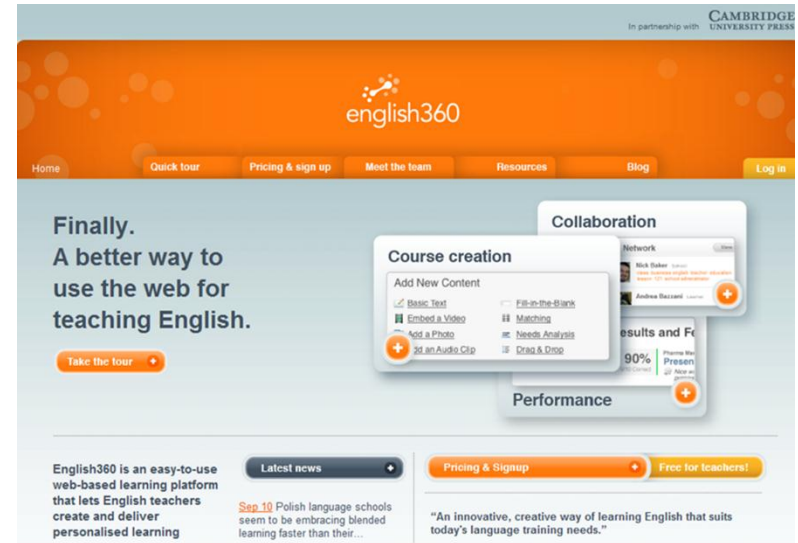 In partnership with
CAMBRIDGE
UNIVERSITY PRESS
english360
Home
Quick tour
Pricing & sign up
Meet the team
Resources
Blog
Log in
Finally.
A better way to
use the web for
teaching English.
Take the tour
Collaboration
Network
Nick Baker
Andrea Bazzani
Course creation
Add New Content
Basic Text
Fill-in-the-Blank
Embed a Video
Matching
Add a Photo
Needs Analysis
Add an Audio Clip
Drag & Drop
esults and Fe
90%
Presen
Performance
English360 is an easy-to-use
web-based learning platform
that lets English teachers
create and deliver
personalised learning
Latest news
Sep 10 Polish language schools
seem to be embracing blended
learning faster than their...
Pricing & Signup
Free for teachers!
“An innovative, creative way of learning English that suits
today's language training needs.”